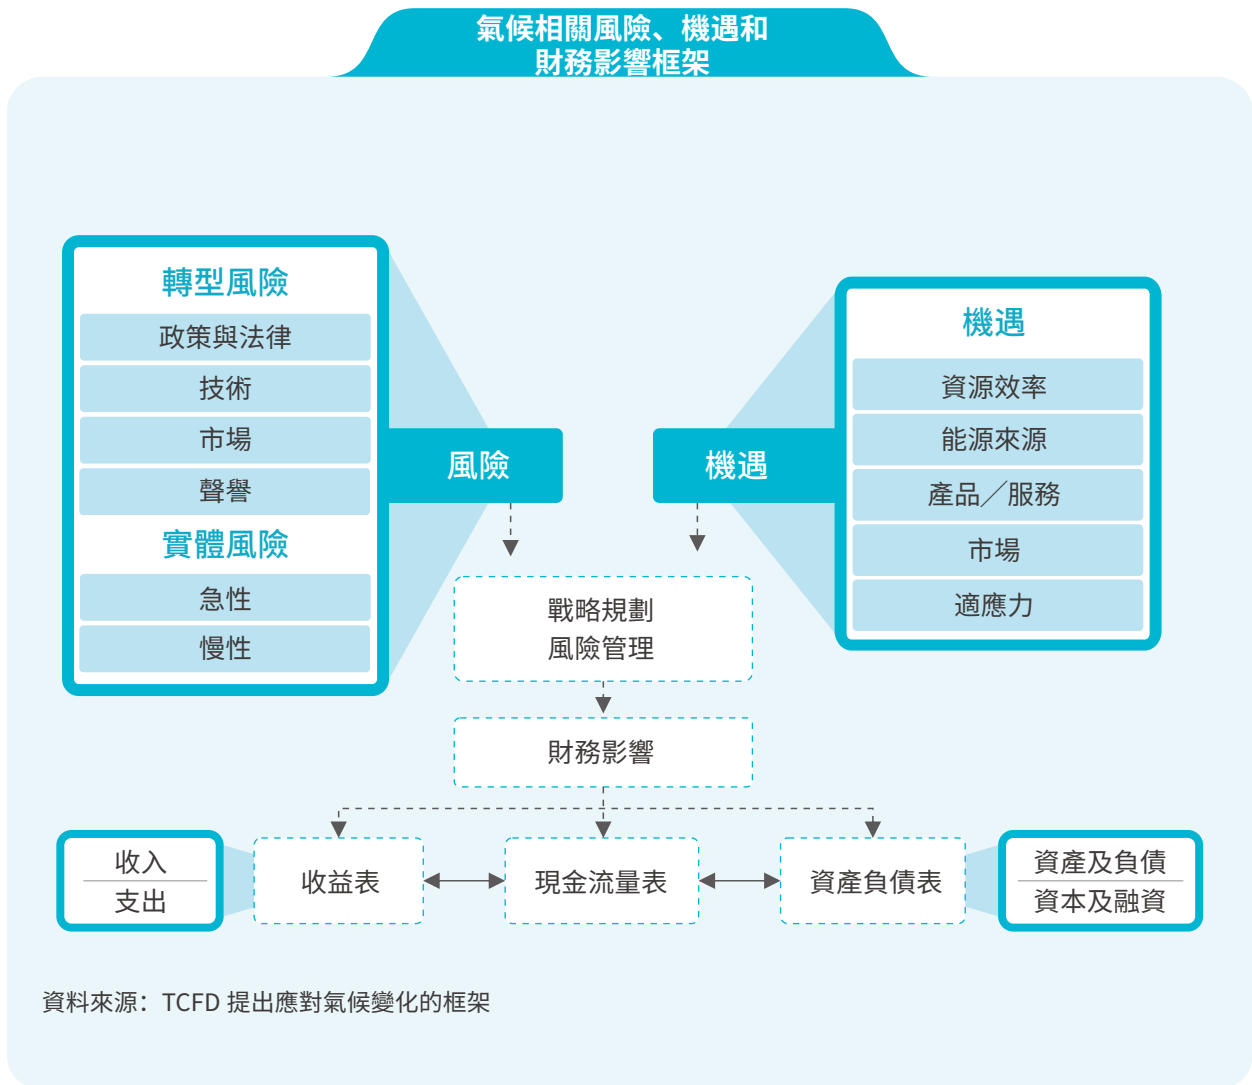 氣候相關風險、機遇和
財務影響框架
轉型風險
政策與法律
技術
市場
聲譽
實體風險
急性
慢性
風險
機遇
機遇
資源效率
能源來源
產品╱服務
市場
適應力
戰略規劃
風險管理
財務影響
收入
支出
收益表
現金流量表
資產負債表
資產及負債
資本及融資
資料來源：TCFD 提出應對氣候變化的框架